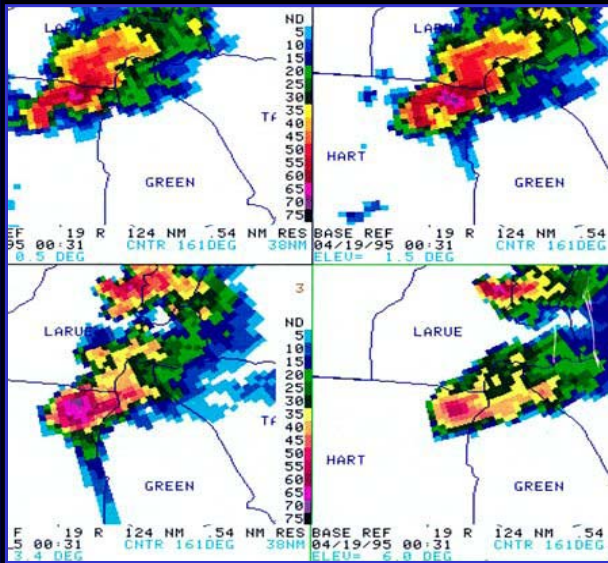 LARUE
ND
5
10
15
20
25
30
35
40
45
50
55
60
65
70
75
TA
GREEN
EF 19 R 124 NM .54 NM RES
95 00:31 CNTR 161DEG 38NM
0.5 DEG
LARUE
HART
GREEN
BASE REF 19 R 124 NM
04/19/95 00:31 CNTR 161DEG
ELEV= 1.5 DEG
3
LARUE
ND
5
10
15
20
25
30
35
40
45
50
55
60
65
70
75
TA
GREEN
F 19 R 124 NM .54 NM RES
5 00:31 CNTR 161DEG 38NM
3.4 DEG
LARUE
HART
GREEN
BASE REF 19 R 124 NM
04/19/95 00:31 CNTR 161DEG
ELEV= 6.0 DEG